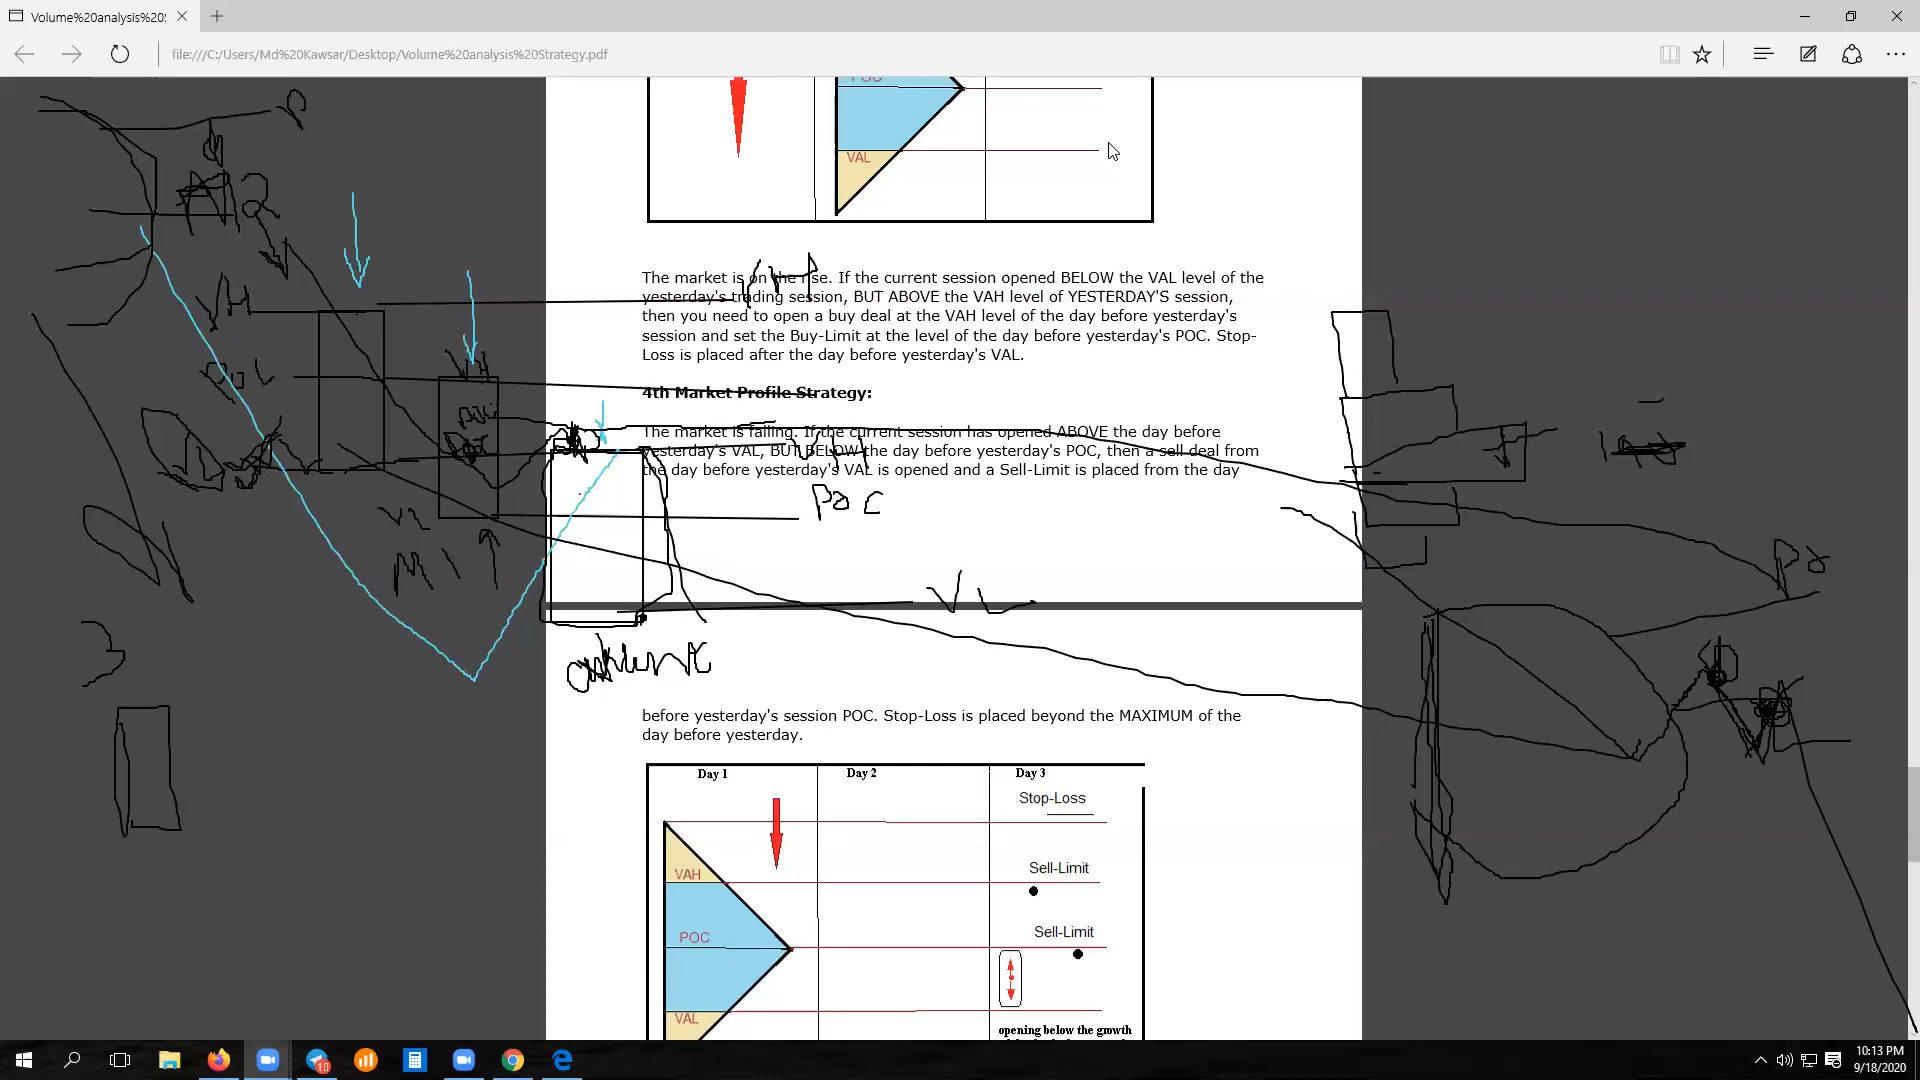 Volume%20analysis%20S
file:///C:/Users/Md%20Kawsar/Desktop/Volume%20analysis%20Strategy.pdf
POC
VAL
The market is on the rise. If the current session opened BELOW the VAL level of the
yesterday's trading session, BUT ABOVE the VAH level of YESTERDAY'S session,
then you need to open a buy deal at the VAH level of the day before yesterday's
session and set the Buy-Limit at the level of the day before yesterday's POC. Stop-
Loss is placed after the day before yesterday's VAL.
4th Market Profile Strategy:
The market is falling. If the current session has opened ABOVE the day before
yesterday's VAL, BUT BELOW the day before yesterday's POC, then a sell deal from
the day before yesterday's VAL is opened and a Sell-Limit is placed from the day
VH
POC
VL
before yesterday's session POC. Stop-Loss is placed beyond the MAXIMUM of the
day before yesterday.
Day 1 Day 2 Day 3
Stop-Loss
VAH
Sell-Limit
POC
Sell-Limit
VAL
opening below the growth
10
10:13 PM
9/18/2020